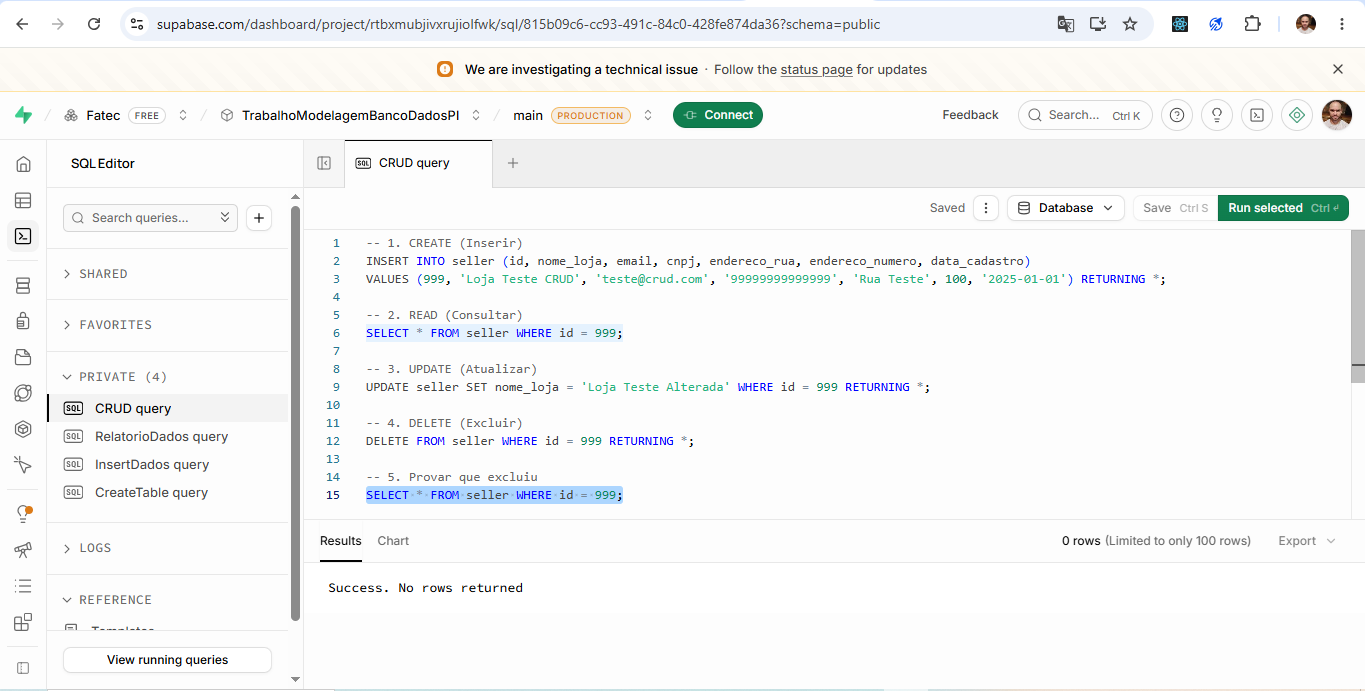 supabase.com/dashboard/project/rtbxmubjivxrujiolfwk/sql/815b09c6-cc93-491c-84c0-428fe874da36?schema=public
We are investigating a technical issue · Follow the status page for updates
Fatec FREE / TrabalhoModelagemBancoDadosPI / main PRODUCTION Connect Feedback Search... Ctrl K
SQL Editor
SQL CRUD query
Search queries...
Saved Database Save Ctrl S Run selected Ctrl ↵
SHARED
FAVORITES
PRIVATE (4)
SQL CRUD query
SQL RelatorioDados query
SQL InsertDados query
SQL CreateTable query
LOGS
REFERENCE
Templates
View running queries
1 -- 1. CREATE (Inserir)
2 INSERT INTO seller (id, nome_loja, email, cnpj, endereco_rua, endereco_numero, data_cadastro)
3 VALUES (999, 'Loja Teste CRUD', 'teste@crud.com', '99999999999999', 'Rua Teste', 100, '2025-01-01') RETURNING *;
4
5 -- 2. READ (Consultar)
6 SELECT * FROM seller WHERE id = 999;
7
8 -- 3. UPDATE (Atualizar)
9 UPDATE seller SET nome_loja = 'Loja Teste Alterada' WHERE id = 999 RETURNING *;
10
11 -- 4. DELETE (Excluir)
12 DELETE FROM seller WHERE id = 999 RETURNING *;
13
14 -- 5. Provar que excluiu
15 SELECT * FROM seller WHERE id = 999;
Results Chart 0 rows (Limited to only 100 rows) Export
Success. No rows returned